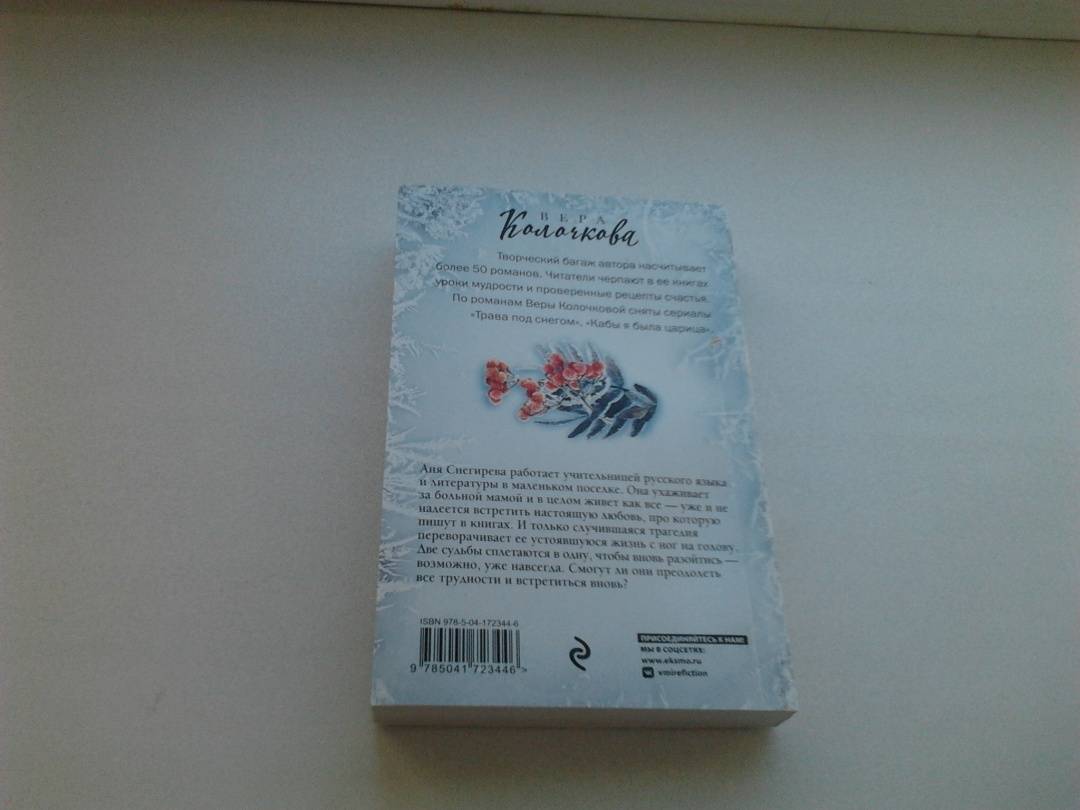 ВЕРА
Колочкова
Творческий багаж автора насчитывает
более 50 романов. Читатели черпают в ее книгах
уроки мудрости и проверенные рецепты счастья.
По романам Веры Колочковой сняты сериалы
«Трава под снегом», «Кабы я была царица».
Аня Снегирева работает учительницей русского языка
и литературы в маленьком поселке. Она ухаживает
за больной мамой и в целом живет как все — уже и не
надеется встретить настоящую любовь, про которую
пишут в книгах. И только случившаяся трагедия
переворачивает ее устоявшуюся жизнь с ног на голову.
Две судьбы сплетаются в одну, чтобы вновь разойтись —
возможно, уже навсегда. Смогут ли они преодолеть
все трудности и встретиться вновь?
ISBN 978-5-04-172344-6
9 785041 723446 >
ПРИСОЕДИНЯЙТЕСЬ К НАМ!
МЫ В СОЦСЕТЯХ:
www.eksmo.ru
vmirefiction